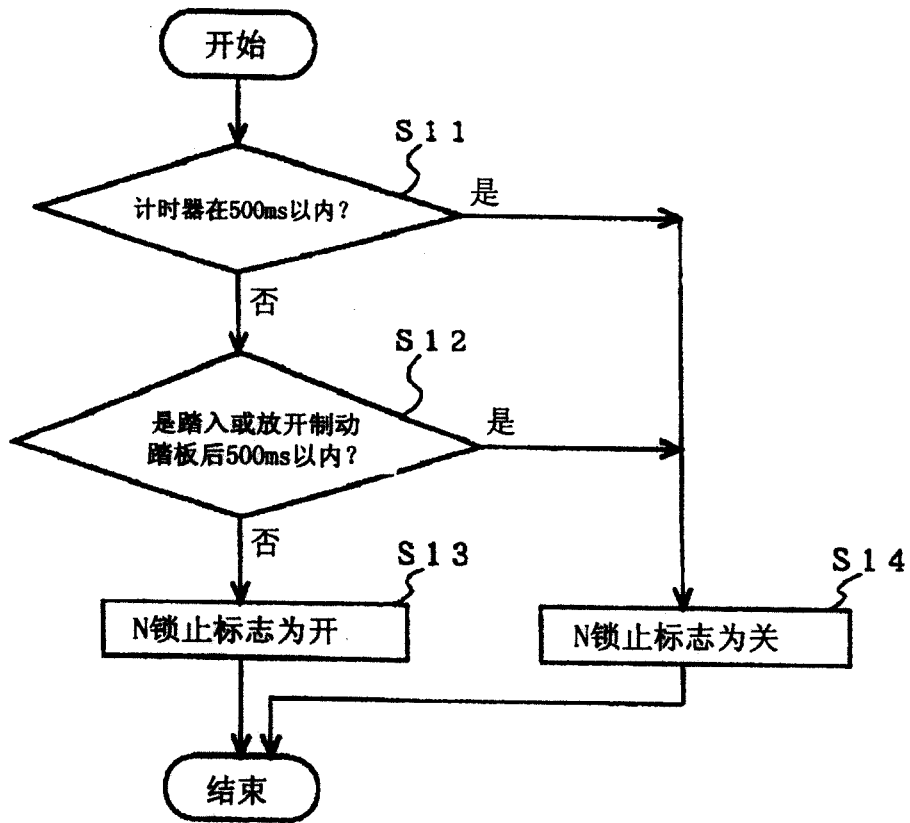 开始
S11
计时器在500ms以内?
是
否
S12
是踏入或放开制动
踏板后500ms以内?
是
否
S13
N锁止标志为开
S14
N锁止标志为关
结束